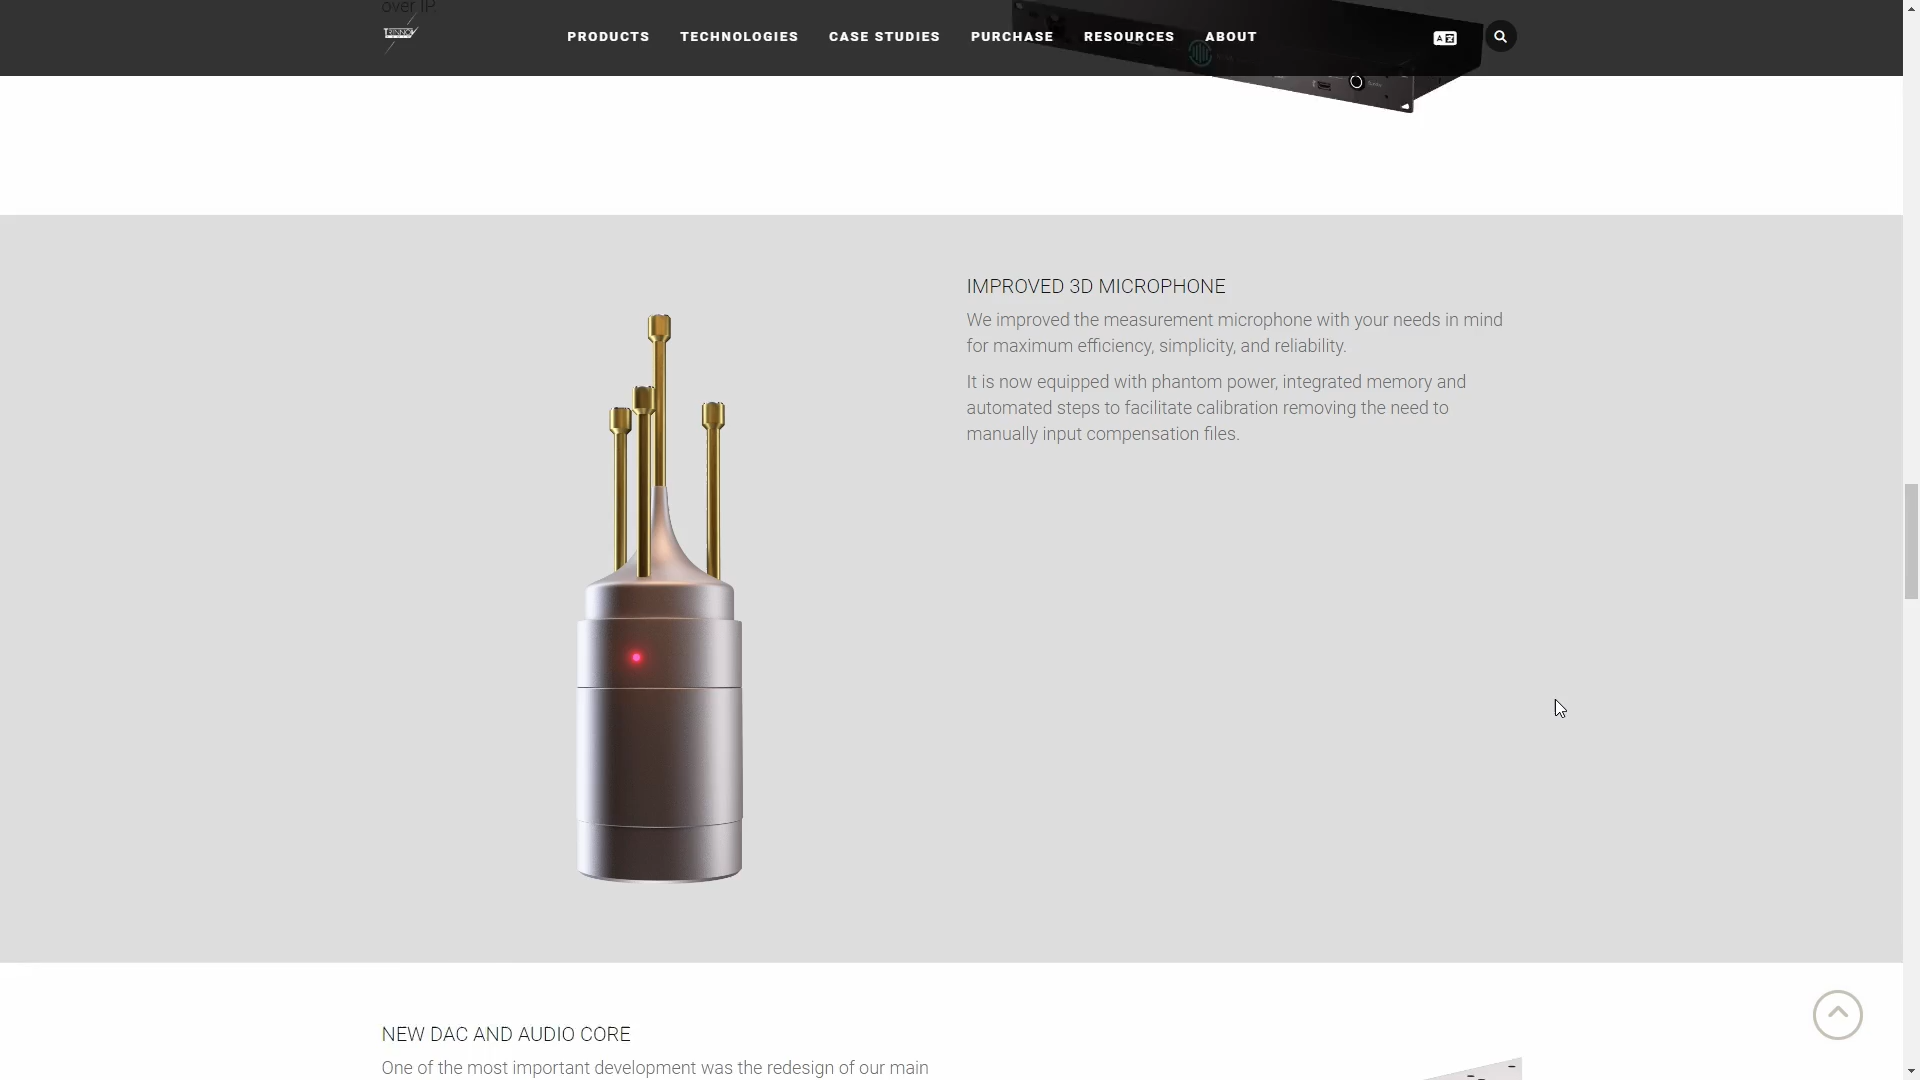 over IP.
TRINNOV
PRODUCTS TECHNOLOGIES CASE STUDIES PURCHASE RESOURCES ABOUT
IMPROVED 3D MICROPHONE
We improved the measurement microphone with your needs in mind
for maximum efficiency, simplicity, and reliability.
It is now equipped with phantom power, integrated memory and
automated steps to facilitate calibration removing the need to
manually input compensation files.
NEW DAC AND AUDIO CORE
One of the most important development was the redesign of our main